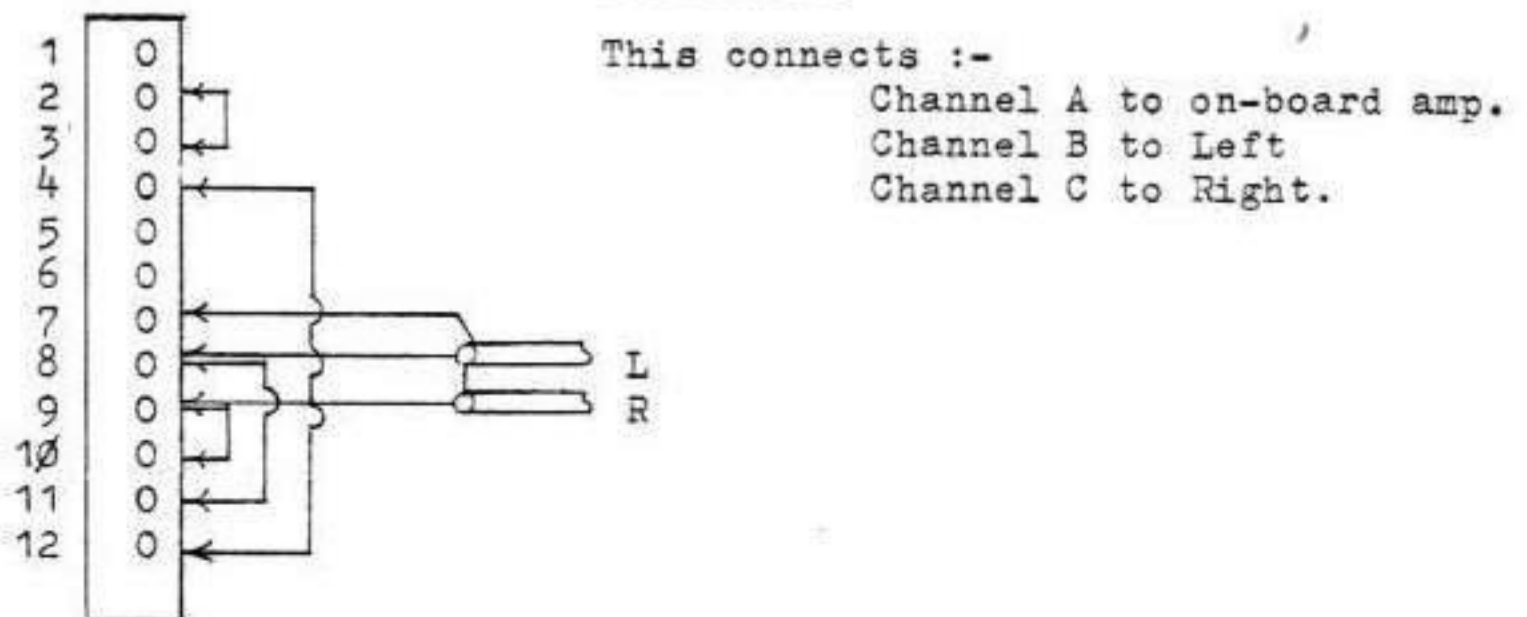 This connects :-
Channel A to on-board amp.
Channel B to Left
Channel C to Right.
1 O
2 O
3 O
4 O
5 O
6 O
7 O
8 O
9 O
10 O
11 O
12 O
L
R